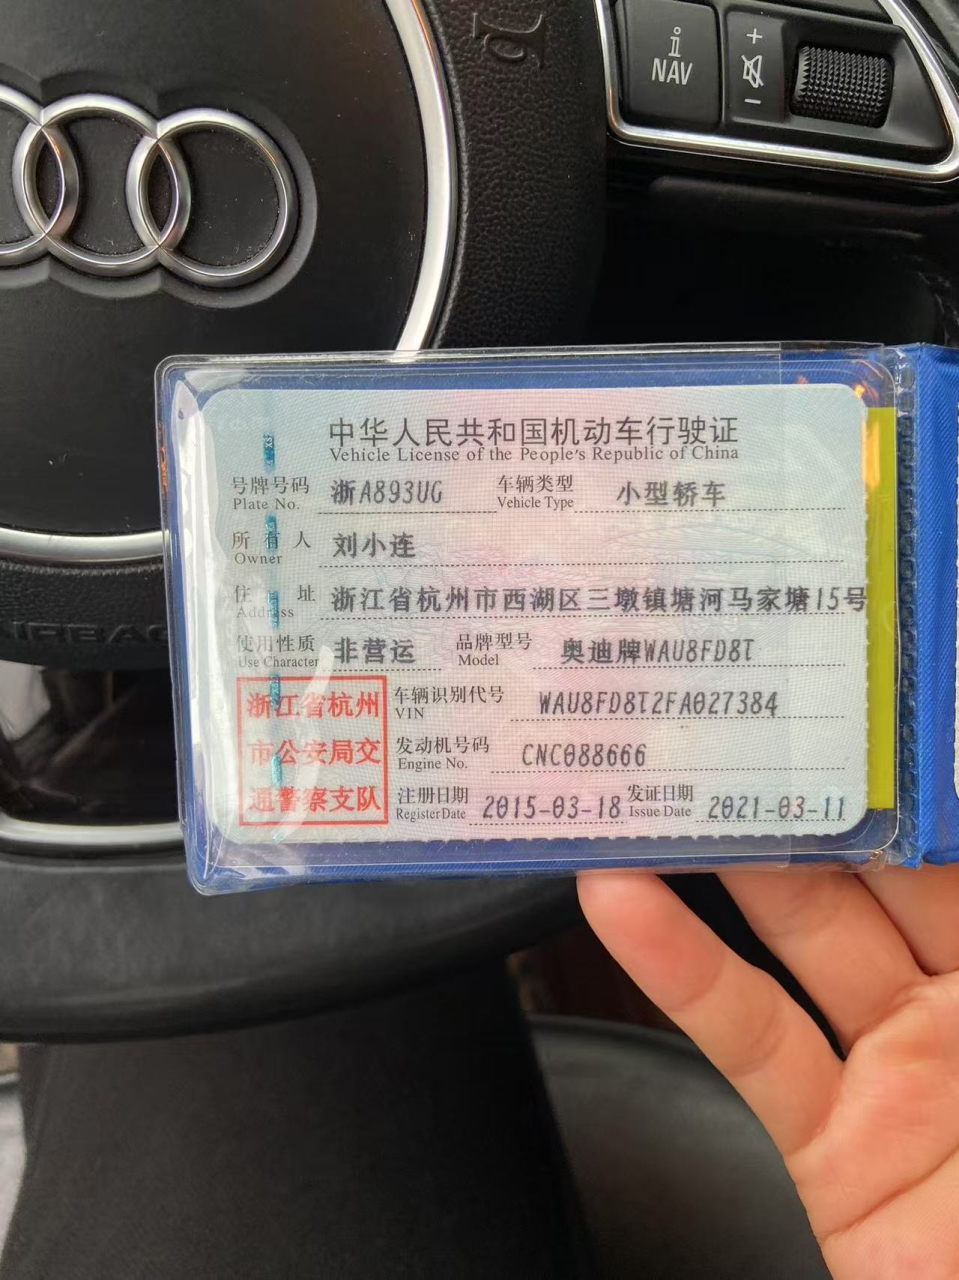 NAV
中华人民共和国机动车行驶证
Vehicle License of the People's Republic of China
号牌号码 浙A893UG 车辆类型 小型轿车
Plate No. Vehicle Type
所有人 刘小连
Owner
住址 浙江省杭州市西湖区三墩镇塘河马家塘15号
Address
使用性质 非营运 品牌型号 奥迪牌WAU8FD8T
Use Character Model
浙江省杭州 车辆识别代号 WAU8FD8T2FA027384
VIN
市公安局交 发动机号码 CNC088666
Engine No.
通警察支队 注册日期 2015-03-18 发证日期 2021-03-11
Register Date Issue Date
AIRBAG